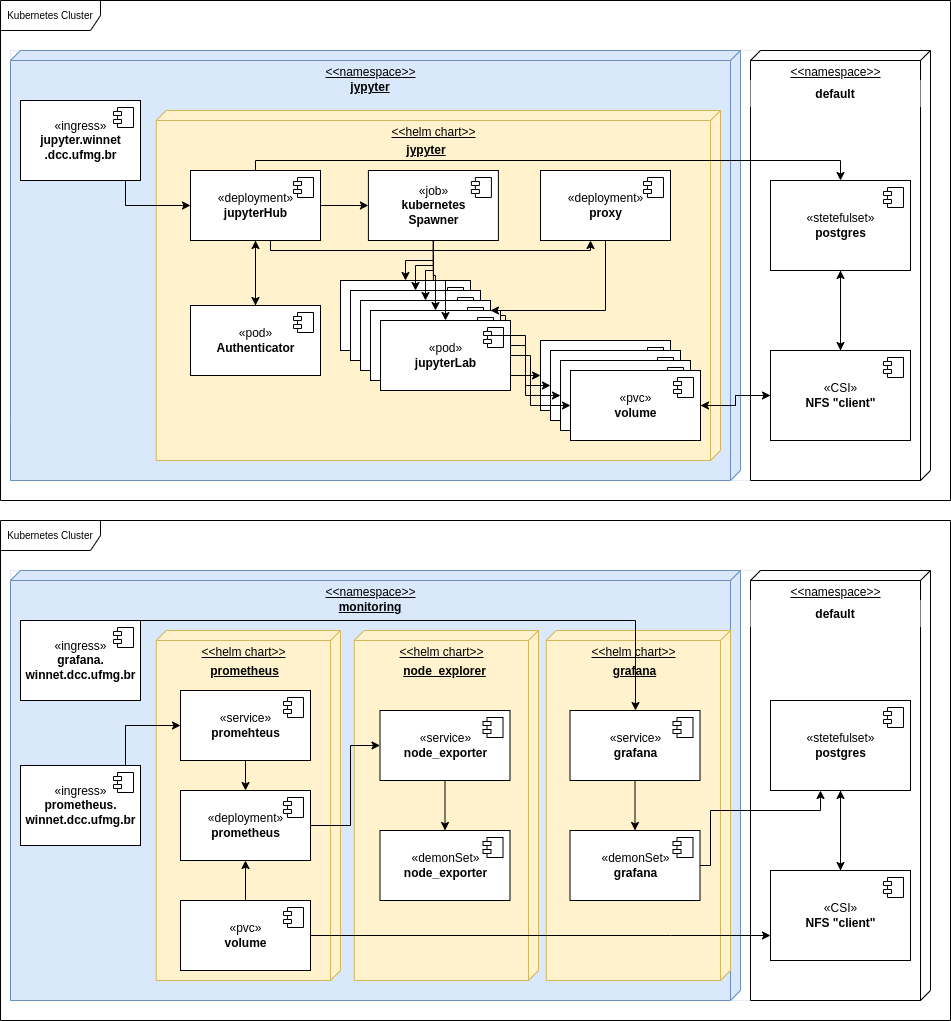 Kubernetes Cluster
<<namespace>>
jypyter
<<namespace>>
default
«ingress»
jupyter.winnet
.dcc.ufmg.br
<<helm chart>>
jypyter
«deployment»
jupyterHub
«job»
kubernetes
Spawner
«deployment»
proxy
«stetefulset»
postgres
«pod»
Authenticator
«pod»
jupyterLab
«pvc»
volume
«CSI»
NFS "client"
Kubernetes Cluster
<<namespace>>
monitoring
<<namespace>>
default
«ingress»
grafana.
winnet.dcc.ufmg.br
<<helm chart>>
prometheus
<<helm chart>>
node_explorer
<<helm chart>>
grafana
«service»
promehteus
«service»
node_exporter
«service»
grafana
«stetefulset»
postgres
«ingress»
prometheus.
winnet.dcc.ufmg.br
«deployment»
prometheus
«demonSet»
node_exporter
«demonSet»
grafana
«pvc»
volume
«CSI»
NFS "client"